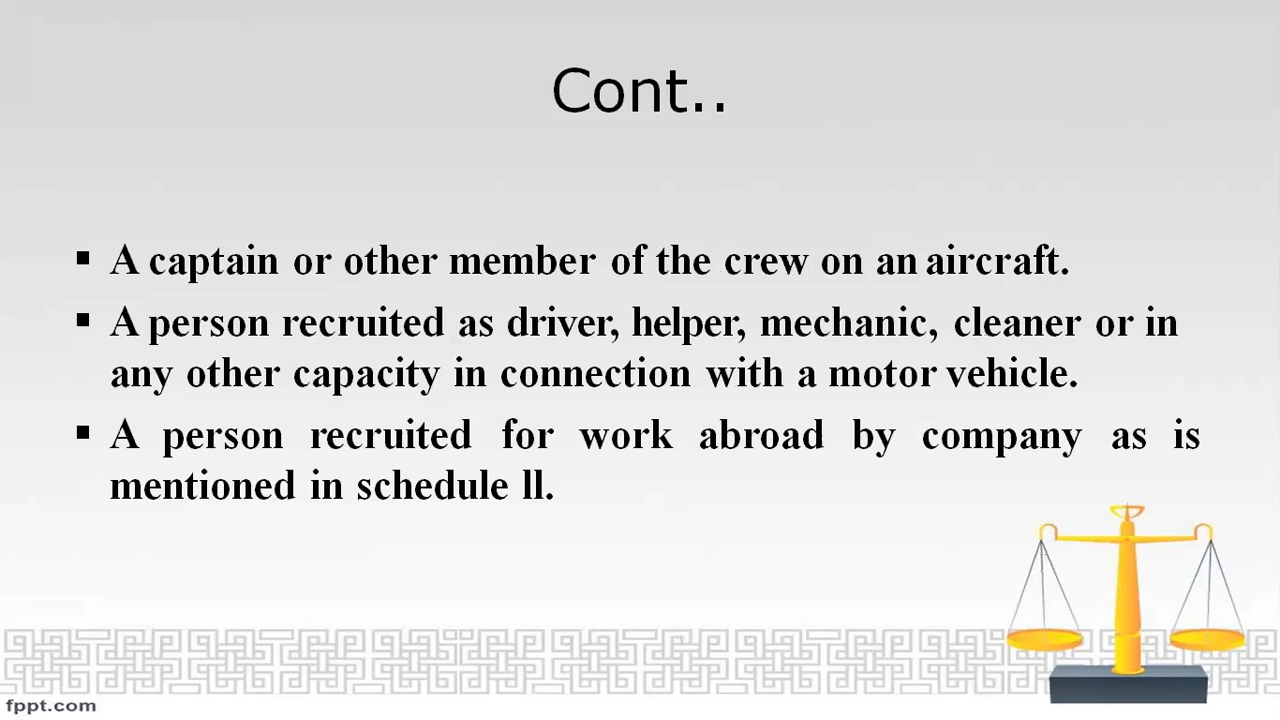 Cont..
▪ A captain or other member of the crew on an aircraft.
▪ A person recruited as driver, helper, mechanic, cleaner or in
any other capacity in connection with a motor vehicle.
▪ A person recruited for work abroad by company as is
mentioned in schedule ll.
fppt.com